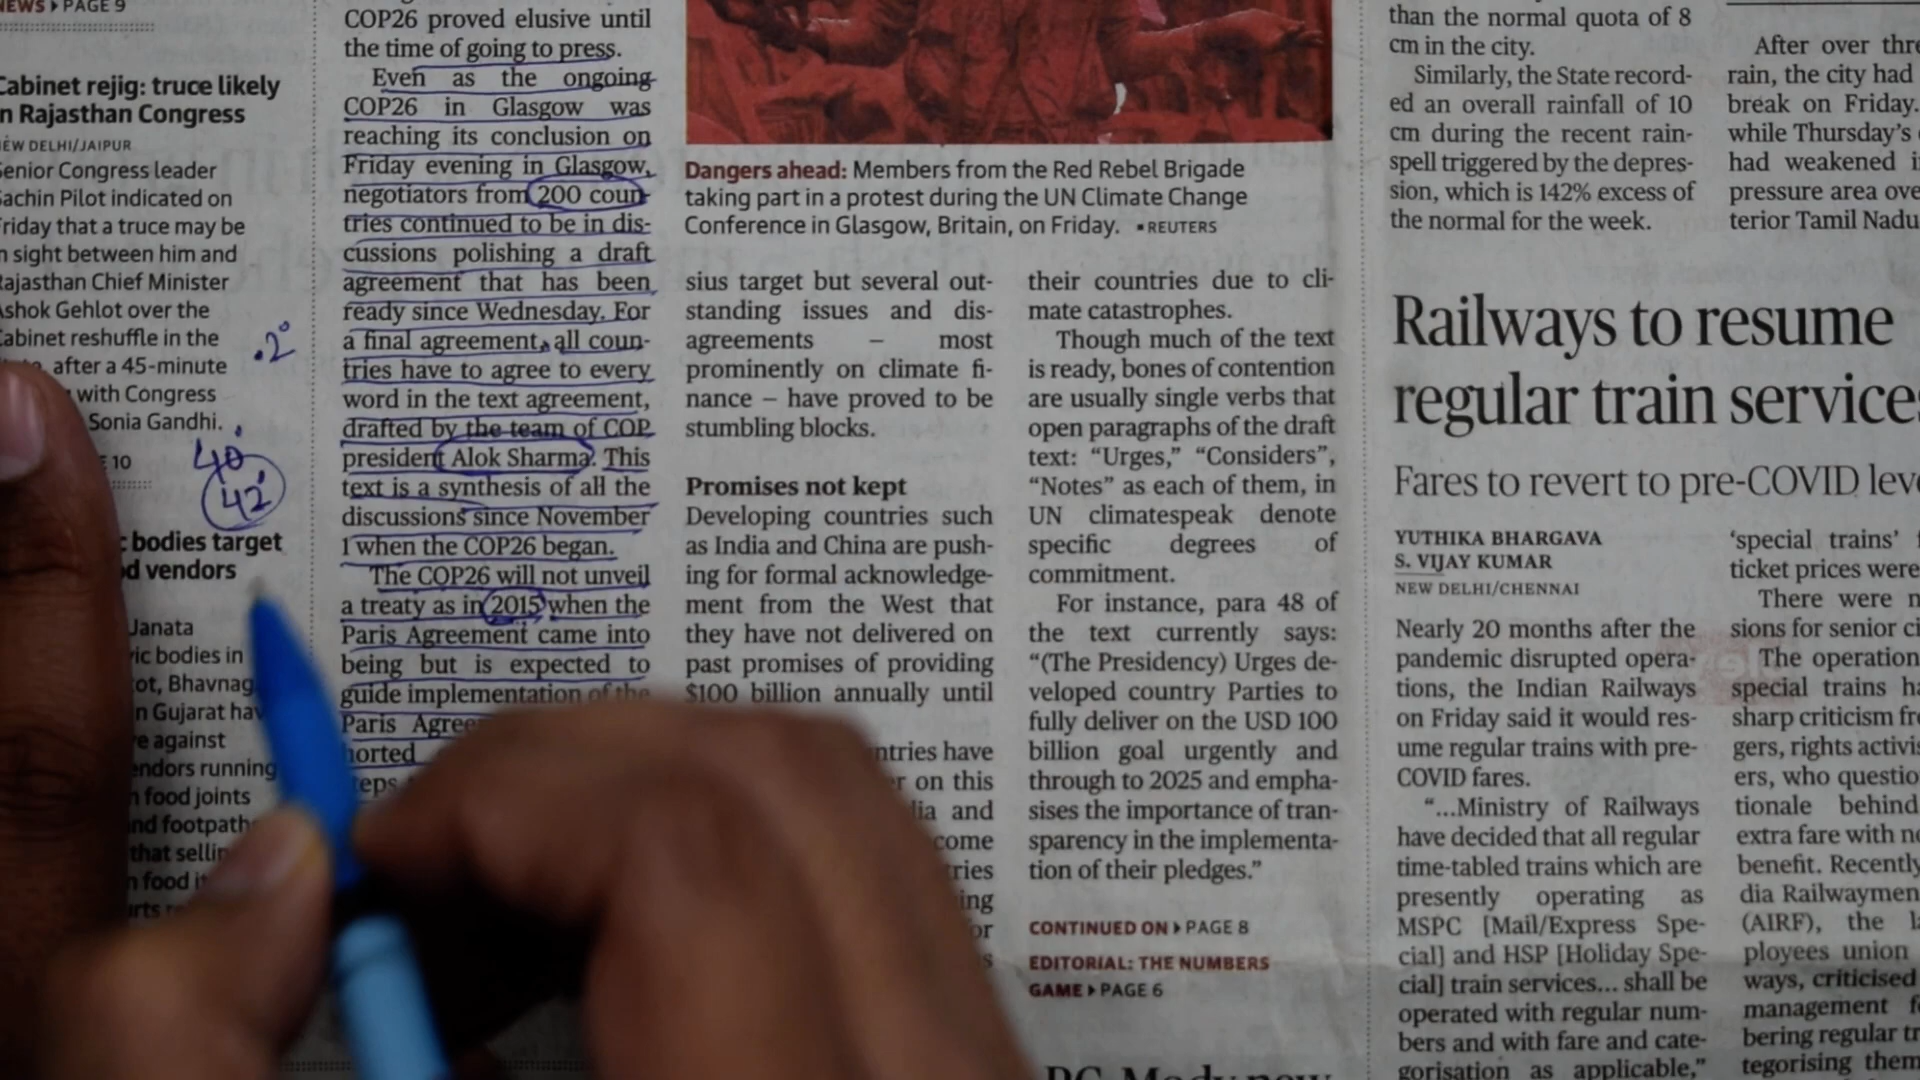 NEWS ▸ PAGE 9
Cabinet rejig: truce likely
in Rajasthan Congress
NEW DELHI/JAIPUR
Senior Congress leader
Sachin Pilot indicated on
Friday that a truce may be
in sight between him and
Rajasthan Chief Minister
Ashok Gehlot over the
Cabinet reshuffle in the
after a 45-minute
with Congress
Sonia Gandhi.
10
.2°
40°
42°
bodies target
vendors
Janata
bodies in
Bhavnag
n Gujarat hav
against
running
food joints
footpath
that sellin
food
COP26 proved elusive until
the time of going to press.
Even as the ongoing
COP26 in Glasgow was
reaching its conclusion on
Friday evening in Glasgow,
negotiators from 200 coun-
tries continued to be in dis-
cussions polishing a draft
agreement that has been
ready since Wednesday. For
a final agreement, all coun-
tries have to agree to every
word in the text agreement,
drafted by the team of COP
president Alok Sharma. This
text is a synthesis of all the
discussions since November
1 when the COP26 began.
The COP26 will not unveil
a treaty as in 2015 when the
Paris Agreement came into
being but is expected to
guide implementation of the
Paris Agree
horted
teps
Dangers ahead: Members from the Red Rebel Brigade
taking part in a protest during the UN Climate Change
Conference in Glasgow, Britain, on Friday. ▪ REUTERS
sius target but several out-
standing issues and dis-
agreements – most
prominently on climate fi-
nance – have proved to be
stumbling blocks.
Promises not kept
Developing countries such
as India and China are push-
ing for formal acknowledge-
ment from the West that
they have not delivered on
past promises of providing
$100 billion annually until
ntries have
r on this
dia and
come
ries
ing
or
s
their countries due to cli-
mate catastrophes.
Though much of the text
is ready, bones of contention
are usually single verbs that
open paragraphs of the draft
text: “Urges,” “Considers”,
“Notes” as each of them, in
UN climatespeak denote
specific degrees of
commitment.
For instance, para 48 of
the text currently says:
“(The Presidency) Urges de-
veloped country Parties to
fully deliver on the USD 100
billion goal urgently and
through to 2025 and empha-
sises the importance of tran-
sparency in the implementa-
tion of their pledges.”
CONTINUED ON ▸ PAGE 8
EDITORIAL: THE NUMBERS
GAME ▸ PAGE 6
than the normal quota of 8
cm in the city.
Similarly, the State record-
ed an overall rainfall of 10
cm during the recent rain-
spell triggered by the depres-
sion, which is 142% excess of
the normal for the week.
After over thre
rain, the city had
break on Friday.
while Thursday’s
had weakened i
pressure area ove
terior Tamil Nadu
Railways to resume
regular train services
Fares to revert to pre-COVID leve
YUTHIKA BHARGAVA
S. VIJAY KUMAR
NEW DELHI/CHENNAI
Nearly 20 months after the
pandemic disrupted opera-
tions, the Indian Railways
on Friday said it would res-
ume regular trains with pre-
COVID fares.
“...Ministry of Railways
have decided that all regular
time-tabled trains which are
presently operating as
MSPC [Mail/Express Spe-
cial] and HSP [Holiday Spe-
cial] train services... shall be
operated with regular num-
bers and with fare and cate-
gorisation as applicable,”
‘special trains’
ticket prices were
There were n
sions for senior ci
The operation
special trains ha
sharp criticism fro
gers, rights activis
ers, who questio
tionale behind
extra fare with no
benefit. Recently
dia Railwaymen
(AIRF), the la
ployees union
ways, criticised
management f
bering regular tr
tegorising them